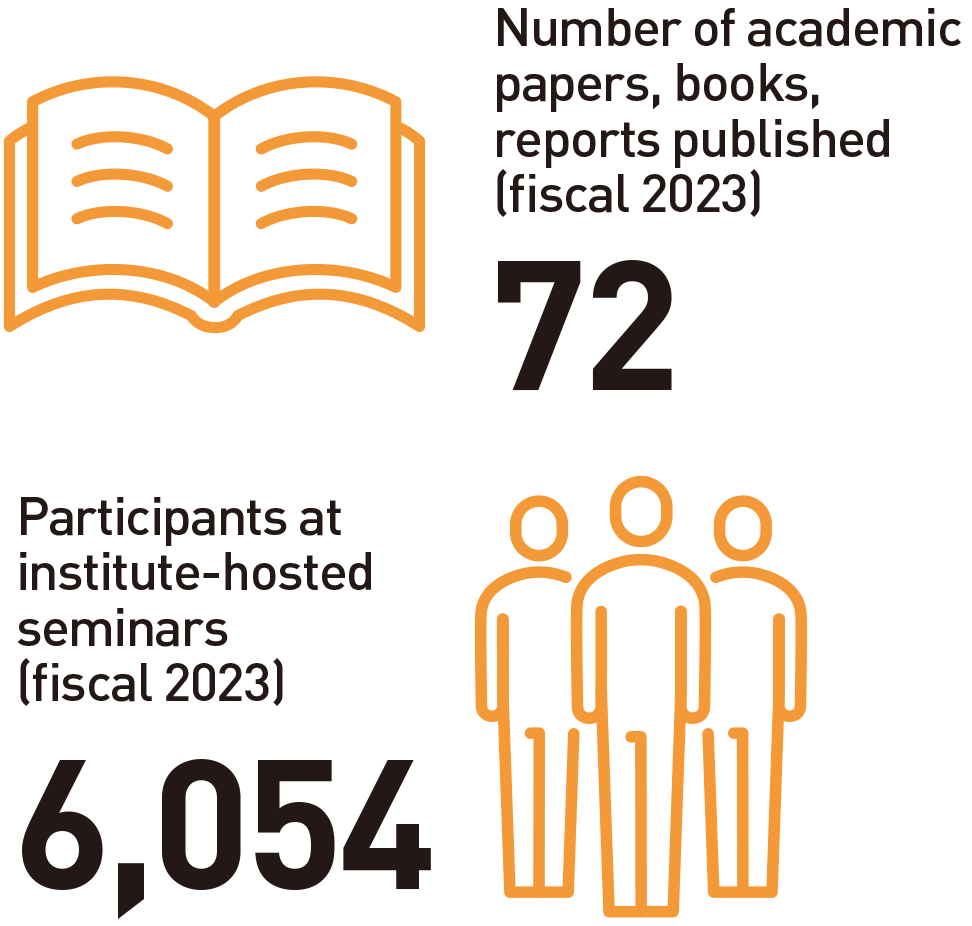 Number of academic
papers, books,
reports published
(fiscal 2023)
72
Participants at
institute-hosted
seminars
(fiscal 2023)
6,054